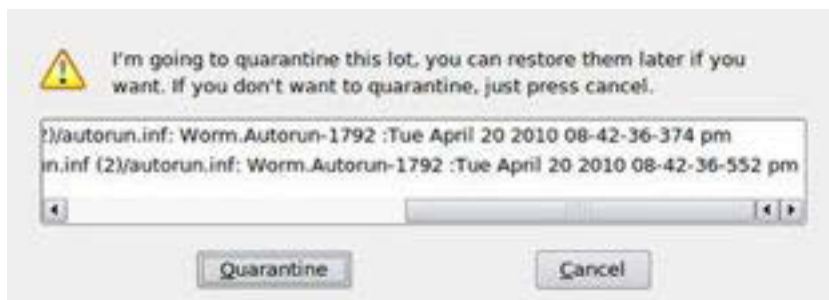 I'm going to quarantine this lot, you can restore them later if you
want. If you don't want to quarantine, just press cancel.
2)/autorun.inf: Worm.Autorun-1792 :Tue April 20 2010 08-42-36-374 pm
un.inf (2)/autorun.inf: Worm.Autorun-1792 :Tue April 20 2010 08-42-36-552 pm
Quarantine
Cancel